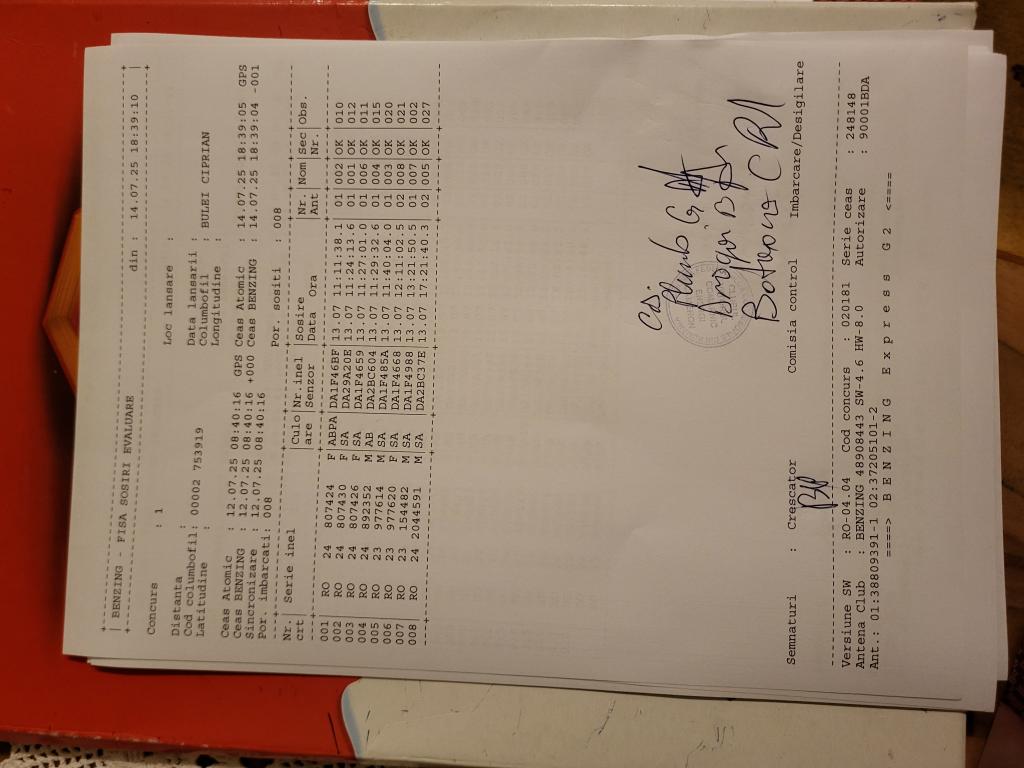 BENZING - FISA SOSIRI EVALUARE din : 14.07.25 18:39:10
Concurs : 1
Distanta : Loc lansare :
Cod columbofil: 00002 753919 Data lansarii :
Latitudine : Columbofil : BULEI CIPRIAN
Longitudine :
Ceas Atomic : 12.07.25 08:40:16 GPS Ceas Atomic : 14.07.25 18:39:05 GPS
Ceas BENZING : 12.07.25 08:40:16 +000 Ceas BENZING : 14.07.25 18:39:04 -001
Sincronizare : 12.07.25 08:40:16
Por. imbarcati: 008 Por. sositi : 008
Nr.| Serie inel |Culo|Nr.inel |Sosire |Nr. |Nom |Sec|Obs.
crt| |are |Senzor |Data Ora |Ant | |Nr.|
001 | RO 24 807424 F |ABPA|DA1F46BF|13.07 11:11:38.1| 01 |002 |OK |010
002 | RO 24 807430 F |SA |DA29A20E|13.07 11:24:13.6| 01 |001 |OK |012
003 | RO 24 807426 F |SA |DA1F4659|13.07 11:27:01.0| 01 |006 |OK |011
004 | RO 24 892352 M |AB |DA2BC604|13.07 11:29:32.6| 01 |004 |OK |015
005 | RO 23 977614 M |SA |DA1F485A|13.07 11:40:04.0| 01 |003 |OK |020
006 | RO 23 977620 F |SA |DA1F4668|13.07 12:11:02.5| 02 |008 |OK |021
007 | RO 23 154482 M |SA |DA1F4988|13.07 13:21:50.5| 01 |007 |OK |002
008 | RO 24 2044591 M |SA |DA2BC37E|13.07 17:21:40.3| 02 |005 |OK |027
Semnaturi : Crescator Comisia control Imbarcare/Desigilare
Versiune SW : RO-04.04 Cod concurs : 020181 Serie ceas : 248148
Antena Club : BENZING 48908443 SW-4.6 HW-8.0 Autorizare : 90001BDA
Ant.: 01:38809391-1 02:37205101-2
====> B E N Z I N G E x p r e s s G 2 <====